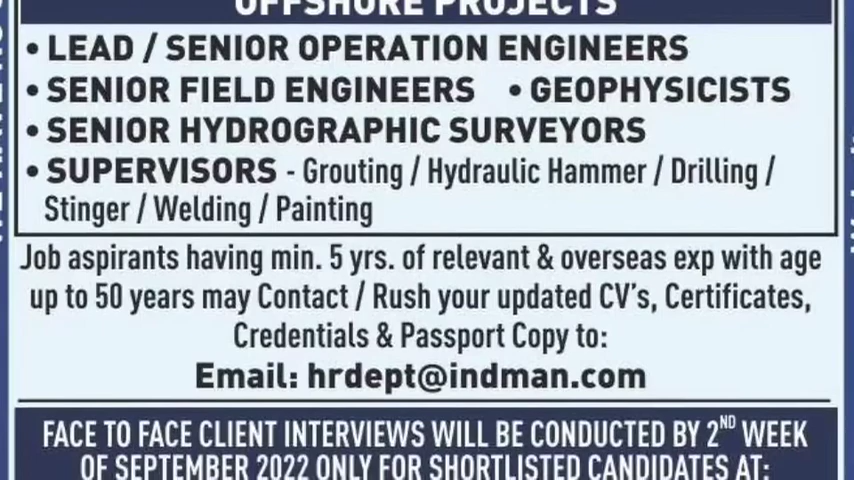 OFFSHORE PROJECTS
• LEAD / SENIOR OPERATION ENGINEERS
• SENIOR FIELD ENGINEERS • GEOPHYSICISTS
• SENIOR HYDROGRAPHIC SURVEYORS
• SUPERVISORS - Grouting / Hydraulic Hammer / Drilling /
Stinger / Welding / Painting
Job aspirants having min. 5 yrs. of relevant & overseas exp with age
up to 50 years may Contact / Rush your updated CV's, Certificates,
Credentials & Passport Copy to:
Email: hrdept@indman.com
FACE TO FACE CLIENT INTERVIEWS WILL BE CONDUCTED BY 2ND WEEK
OF SEPTEMBER 2022 ONLY FOR SHORTLISTED CANDIDATES AT: